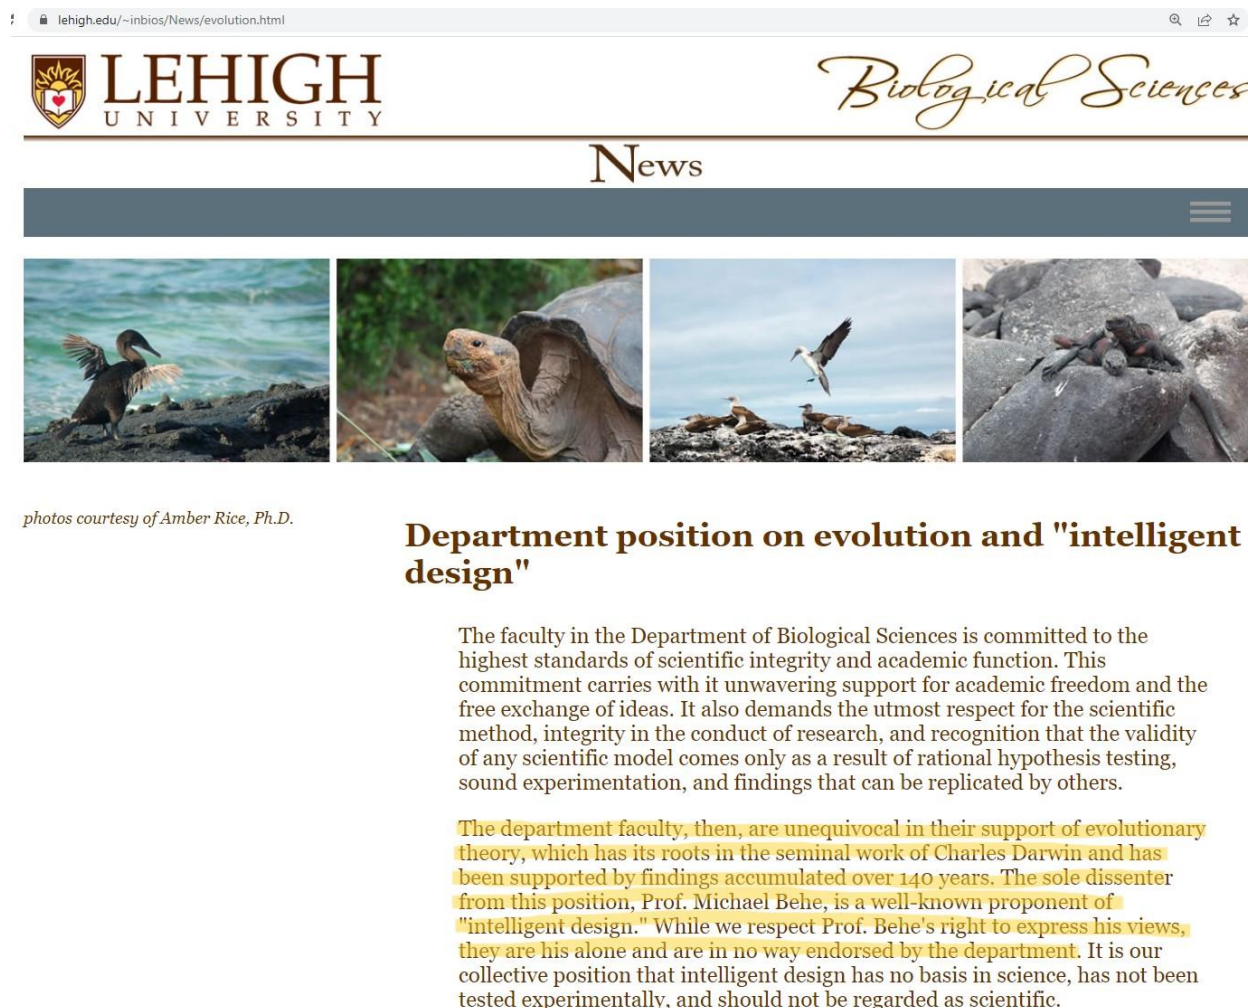 lehigh.edu/~inbios/News/evolution.html
LEHIGH
UNIVERSITY
Biological Sciences
News
photos courtesy of Amber Rice, Ph.D.
Department position on evolution and "intelligent
design"
The faculty in the Department of Biological Sciences is committed to the
highest standards of scientific integrity and academic function. This
commitment carries with it unwavering support for academic freedom and the
free exchange of ideas. It also demands the utmost respect for the scientific
method, integrity in the conduct of research, and recognition that the validity
of any scientific model comes only as a result of rational hypothesis testing,
sound experimentation, and findings that can be replicated by others.
The department faculty, then, are unequivocal in their support of evolutionary
theory, which has its roots in the seminal work of Charles Darwin and has
been supported by findings accumulated over 140 years. The sole dissenter
from this position, Prof. Michael Behe, is a well-known proponent of
"intelligent design." While we respect Prof. Behe's right to express his views,
they are his alone and are in no way endorsed by the department. It is our
collective position that intelligent design has no basis in science, has not been
tested experimentally, and should not be regarded as scientific.